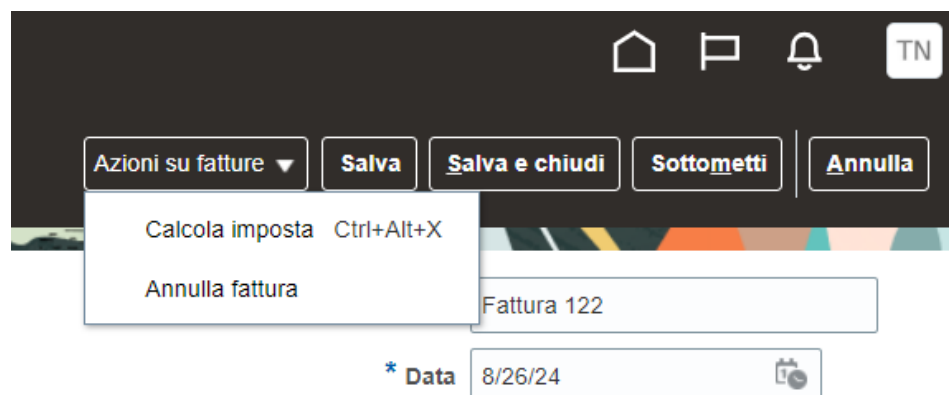 TN
Azioni su fatture Salva Salva e chiudi Sottometti Annulla
Calcola imposta Ctrl+Alt+X
Annulla fattura
Fattura 122
* Data 8/26/24